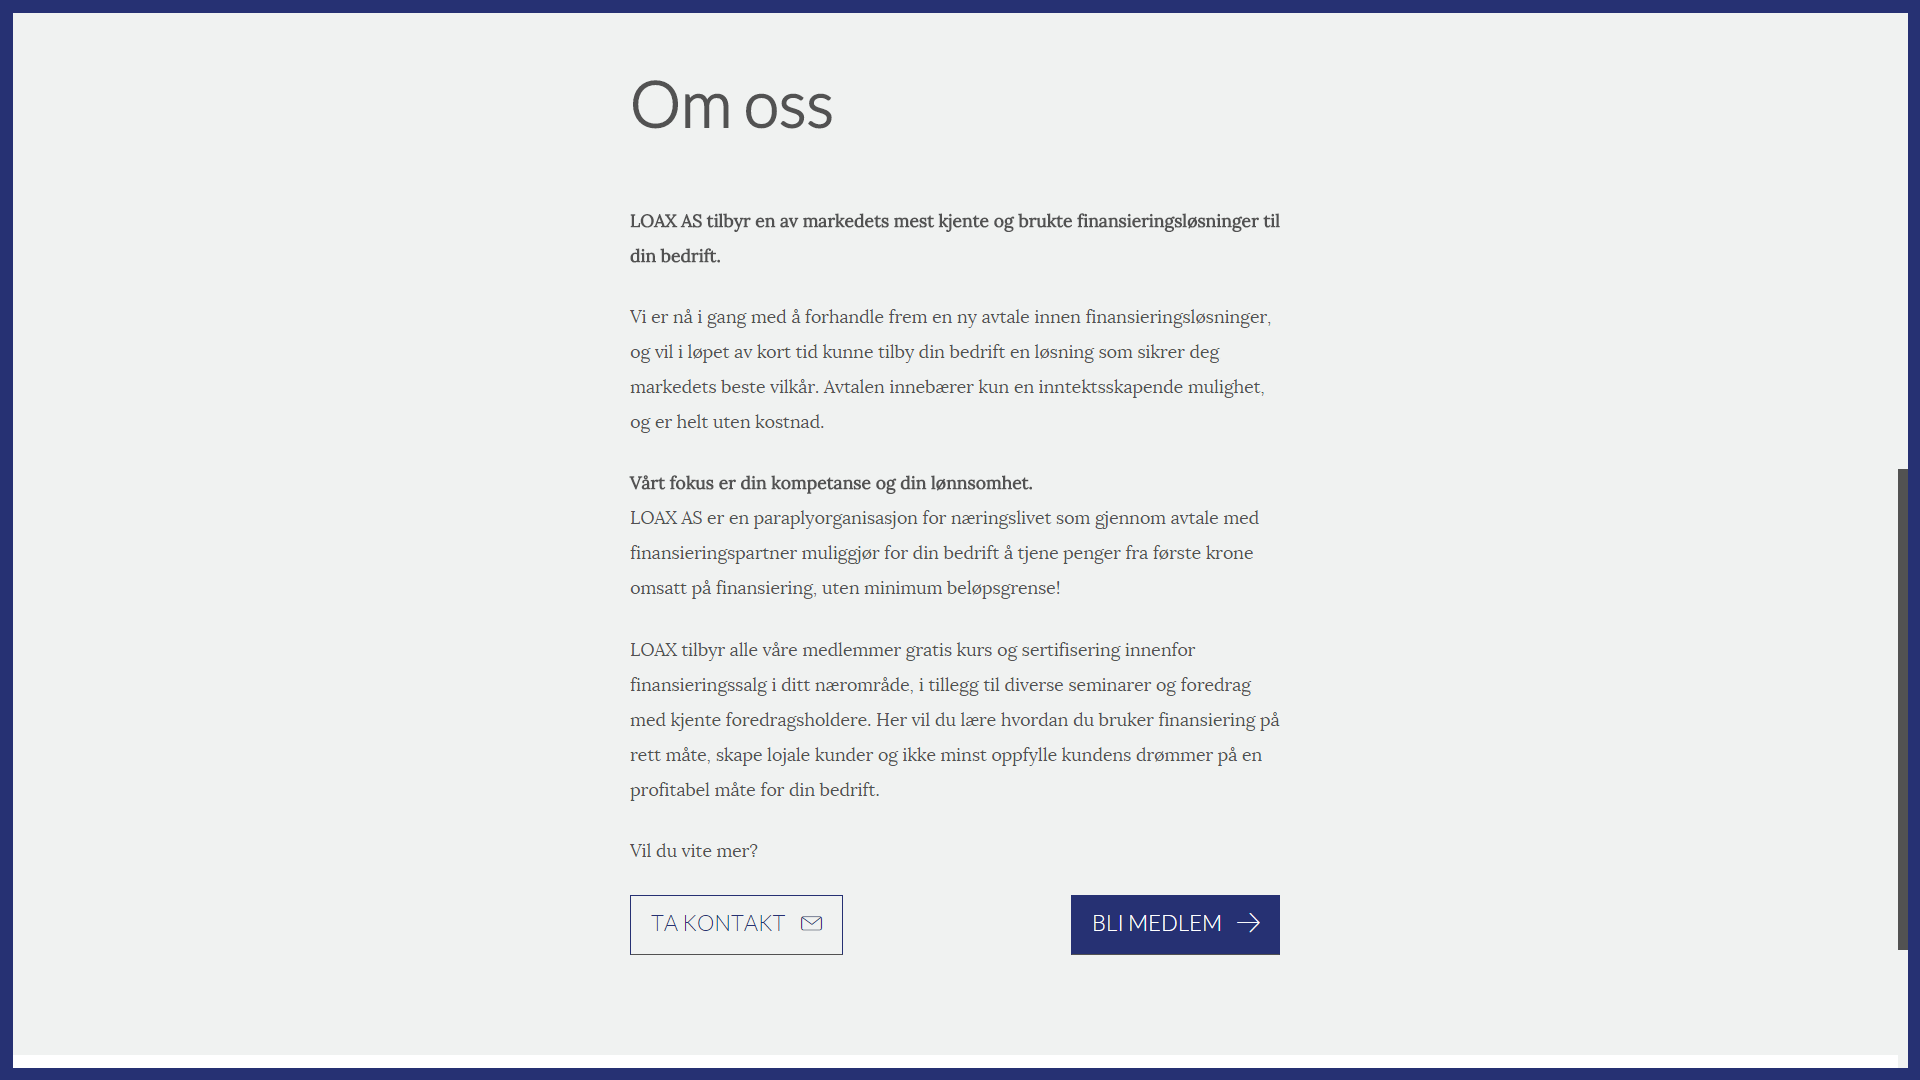 Om oss
LOAX AS tilbyr en av markedets mest kjente og brukte finansieringsløsninger til
din bedrift.
Vi er nå i gang med å forhandle frem en ny avtale innen finansieringsløsninger,
og vil i løpet av kort tid kunne tilby din bedrift en løsning som sikrer deg
markedets beste vilkår. Avtalen innebærer kun en inntektsskapende mulighet,
og er helt uten kostnad.
Vårt fokus er din kompetanse og din lønnsomhet.
LOAX AS er en paraplyorganisasjon for næringslivet som gjennom avtale med
finansieringspartner muliggjør for din bedrift å tjene penger fra første krone
omsatt på finansiering, uten minimum beløpsgrense!
LOAX tilbyr alle våre medlemmer gratis kurs og sertifisering innenfor
finansieringssalg i ditt nærområde, i tillegg til diverse seminarer og foredrag
med kjente foredragsholdere. Her vil du lære hvordan du bruker finansiering på
rett måte, skape lojale kunder og ikke minst oppfylle kundens drømmer på en
profitabel måte for din bedrift.
Vil du vite mer?
TA KONTAKT
BLI MEDLEM